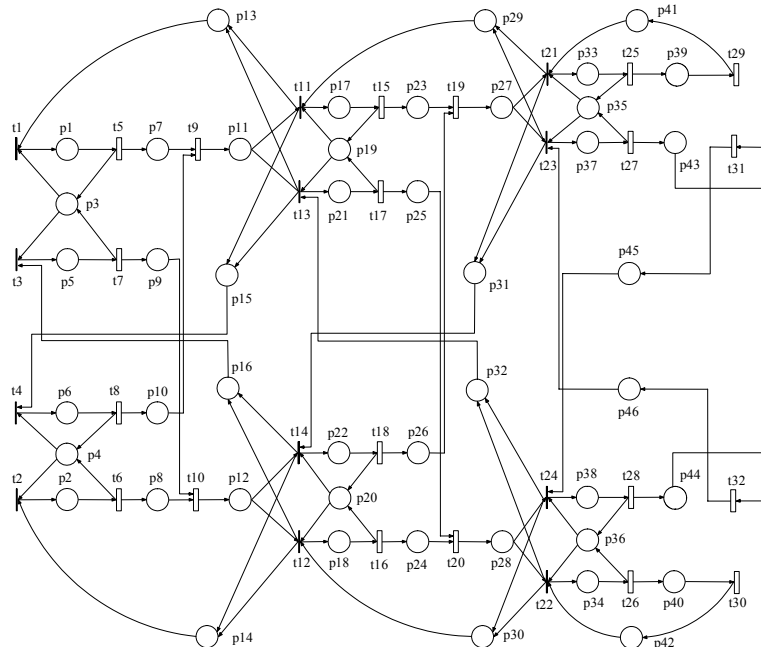 p13 p29 p41
t21 p33 t25 p39 t29
t11 p17 t15 p23 t19 p27
p35
t1 p1 t5 p7 t9 p11
p19 t23 p37 t27 p43 t31
p3
t13 p21 t17 p25
t3 p5 t7 p9
p15 p31 p45
p16 p32 p46
t4 p6 t8 p10
p4
t14 p22 t18 p26
t2 p2 t6 p8 t10 p12
p20 t24 p38 t28 p44 t32
p36
t12 p18 t16 p24 t20 p28
t22 p34 t26 p40 t30
p14 p30 p42